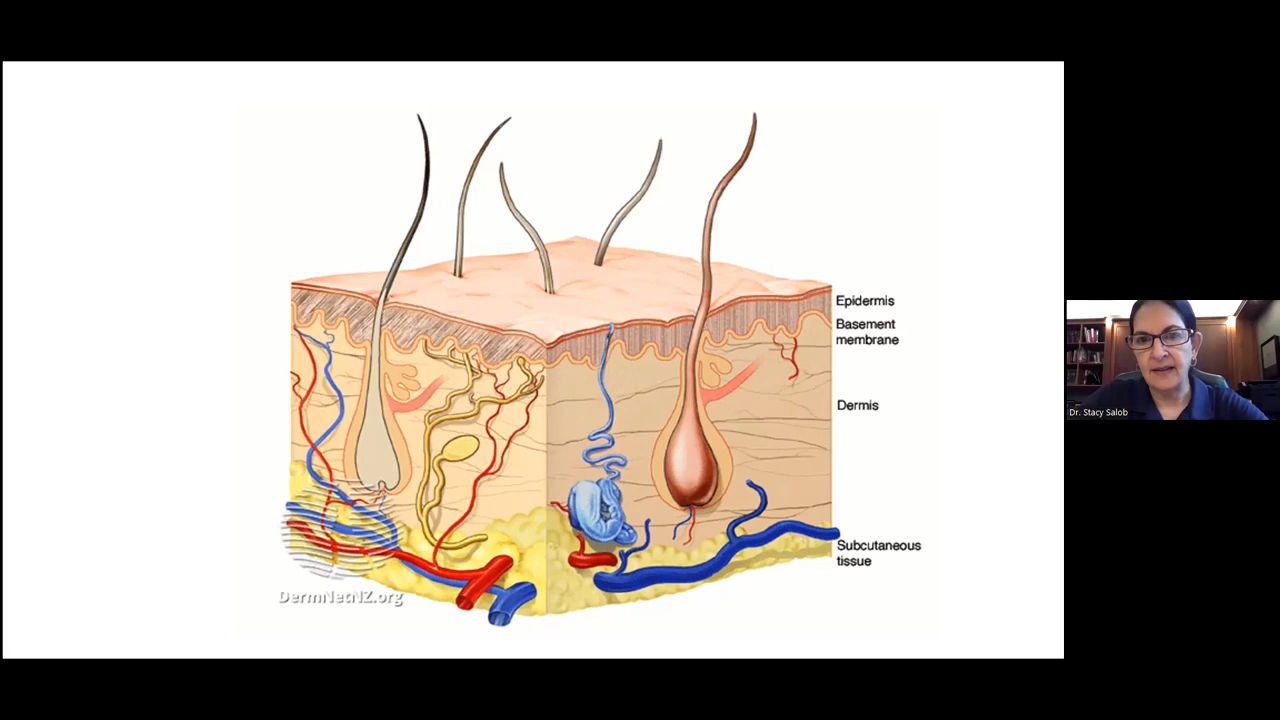 Epidermis
Basement
membrane
Dermis
Subcutaneous
tissue
DermNetNZ.org
Dr. Stacy Salob